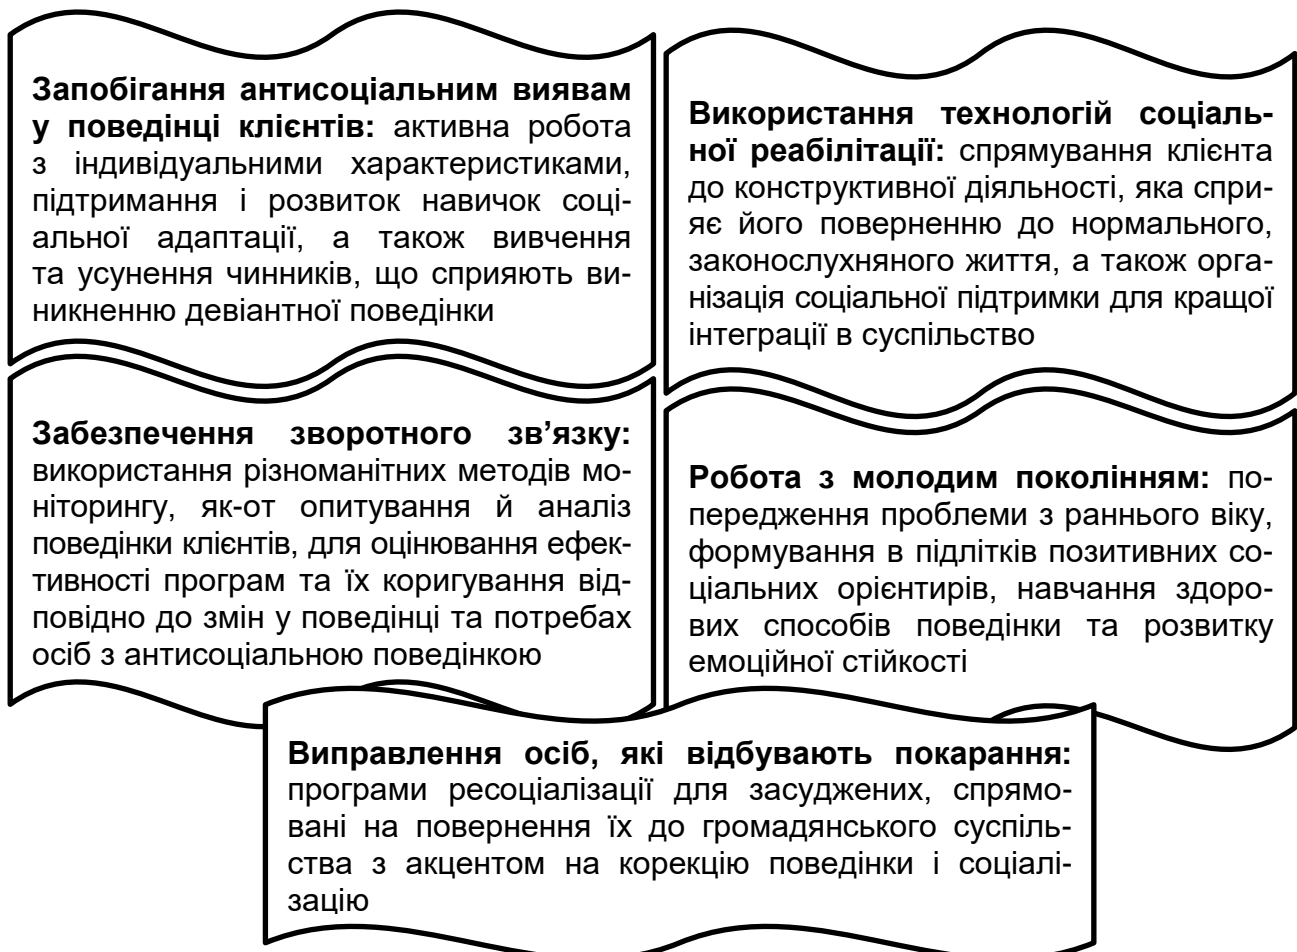 Запобігання антисоціальним виявам
у поведінці клієнтів: активна робота
з індивідуальними характеристиками,
підтримання і розвиток навичок соці-
альної адаптації, а також вивчення
та усунення чинників, що сприяють ви-
никненню девіантної поведінки
Використання технологій соціаль-
ної реабілітації: спрямування клієнта
до конструктивної діяльності, яка спри-
яє його поверненню до нормального,
законослухняного життя, а також орга-
нізація соціальної підтримки для кращої
інтеграції в суспільство
Забезпечення зворотного зв’язку:
використання різноманітних методів мо-
ніторингу, як-от опитування й аналіз
поведінки клієнтів, для оцінювання ефек-
тивності програм та їх коригування від-
повідно до змін у поведінці та потребах
осіб з антисоціальною поведінкою
Робота з молодим поколінням: по-
передження проблеми з раннього віку,
формування в підлітків позитивних со-
ціальних орієнтирів, навчання здоро-
вих способів поведінки та розвитку
емоційної стійкості
Виправлення осіб, які відбувають покарання:
програми ресоціалізації для засуджених, спрямо-
вані на повернення їх до громадянського суспіль-
ства з акцентом на корекцію поведінки і соціалі-
зацію